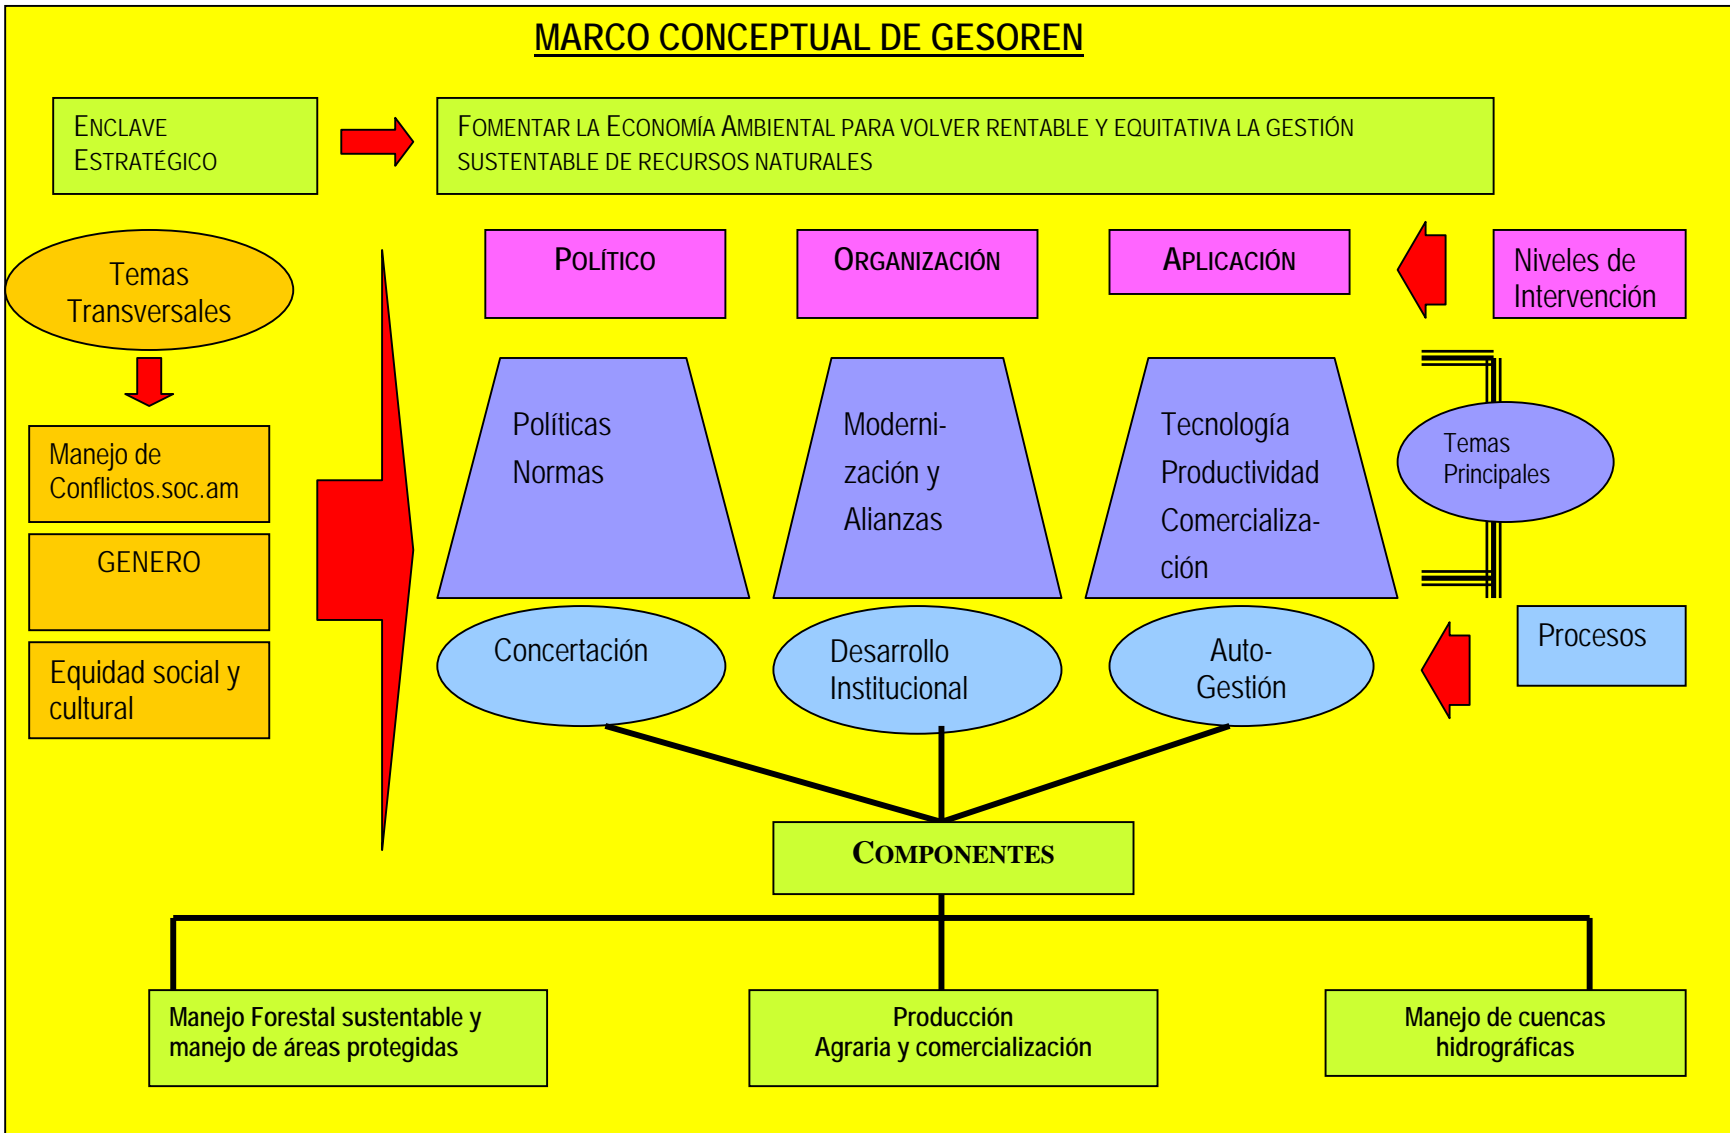 MARCO CONCEPTUAL DE GESOREN
ENCLAVE
ESTRATÉGICO
FOMENTAR LA ECONOMÍA AMBIENTAL PARA VOLVER RENTABLE Y EQUITATIVA LA GESTIÓN
SUSTENTABLE DE RECURSOS NATURALES
Temas
Transversales
POLÍTICO
ORGANIZACIÓN
APLICACIÓN
Niveles de
Intervención
Manejo de
Conflictos.soc.am
GENERO
Equidad social y
cultural
Políticas
Normas
Moderni-
zación y
Alianzas
Tecnología
Productividad
Comercializa-
ción
Temas
Principales
Concertación
Desarrollo
Institucional
Auto-
Gestión
Procesos
COMPONENTES
Manejo Forestal sustentable y
manejo de áreas protegidas
Producción
Agraria y comercialización
Manejo de cuencas
hidrográficas